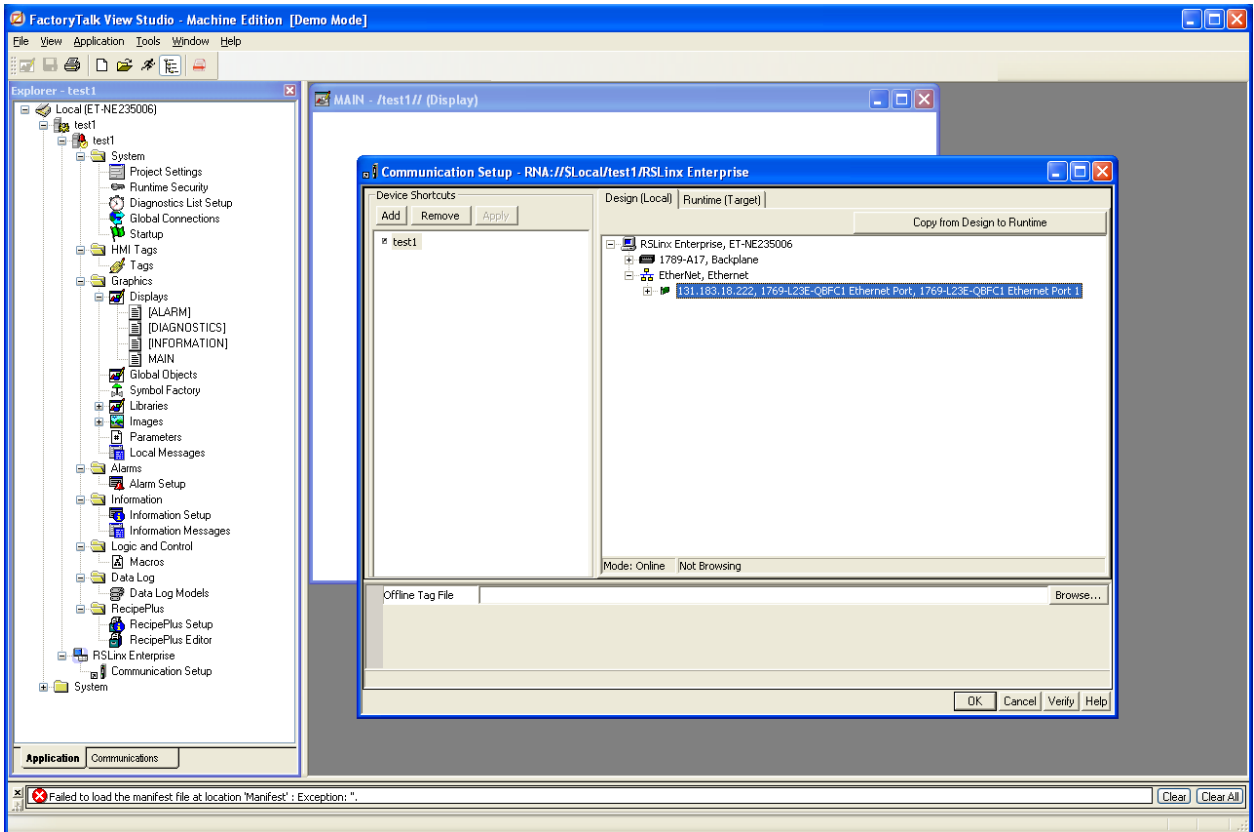 FactoryTalk View Studio - Machine Edition [Demo Mode]
File View Application Tools Window Help
Explorer - test1
Local (ET-NE235006)
test1
test1
System
Project Settings
Runtime Security
Diagnostics List Setup
Global Connections
Startup
HMI Tags
Tags
Graphics
Displays
[ALARM]
[DIAGNOSTICS]
[INFORMATION]
MAIN
Global Objects
Symbol Factory
Libraries
Images
Parameters
Local Messages
Alarms
Alarm Setup
Information
Information Setup
Information Messages
Logic and Control
Macros
Data Log
Data Log Models
RecipePlus
RecipePlus Setup
RecipePlus Editor
RSLinx Enterprise
Communication Setup
System
Application Communications
MAIN - /test1// (Display)
Communication Setup - RNA://$Local/test1/RSLinx Enterprise
Device Shortcuts
Add Remove Apply
test1
Design (Local) Runtime (Target)
Copy from Design to Runtime
RSLinx Enterprise, ET-NE235006
1789-A17, Backplane
EtherNet, Ethernet
131.183.18.222, 1769-L23E-QBFC1 Ethernet Port, 1769-L23E-QBFC1 Ethernet Port 1
Mode: Online Not Browsing
Offline Tag File Browse...
OK Cancel Verify Help
Failed to load the manifest file at location 'Manifest' : Exception: ''. Clear Clear All